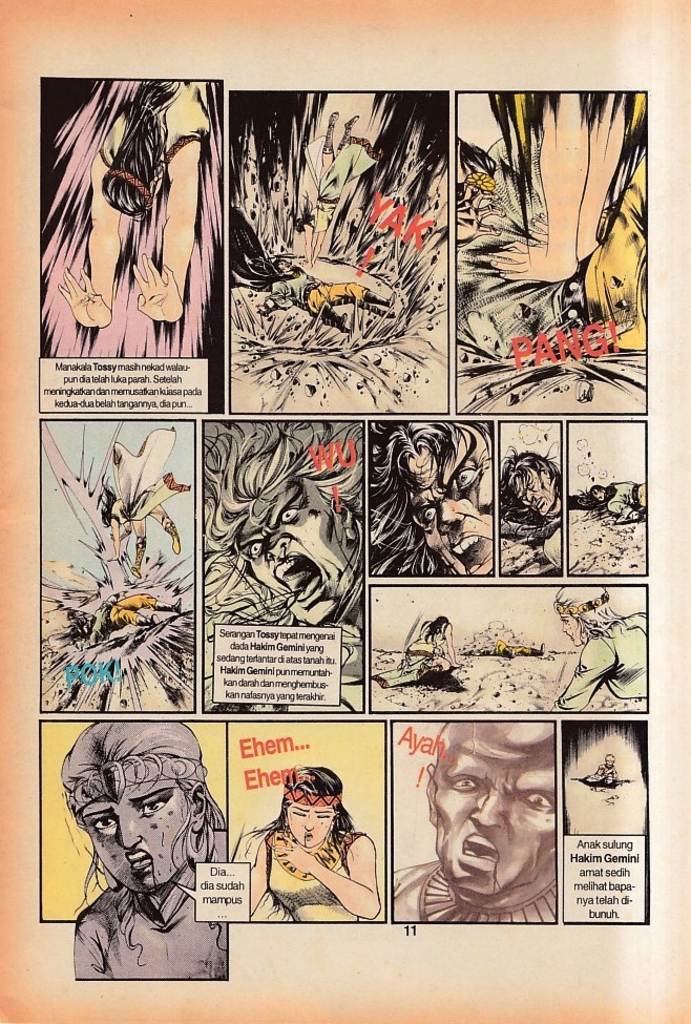 Manakala Tossy masih nekad walau-
pun dia telah luka parah. Setelah
meningkatkan dan memusatkan kuasa pada
kedua-dua belah tangannya, dia pun...
YAK
!
PANG!
POK!
WU
!
Serangan Tossy tepat mengenai
dada Hakim Gemini yang
sedang terlantar di atas tanah itu.
Hakim Gemini pun memuntah-
kan darah dan menghembus-
kan nafasnya yang terakhir.
Dia...
dia sudah
mampus
...
Ehem...
Ehem...
Ayah..
!
Anak sulung
Hakim Gemini
amat sedih
melihat bapa-
nya telah di-
bunuh.
11